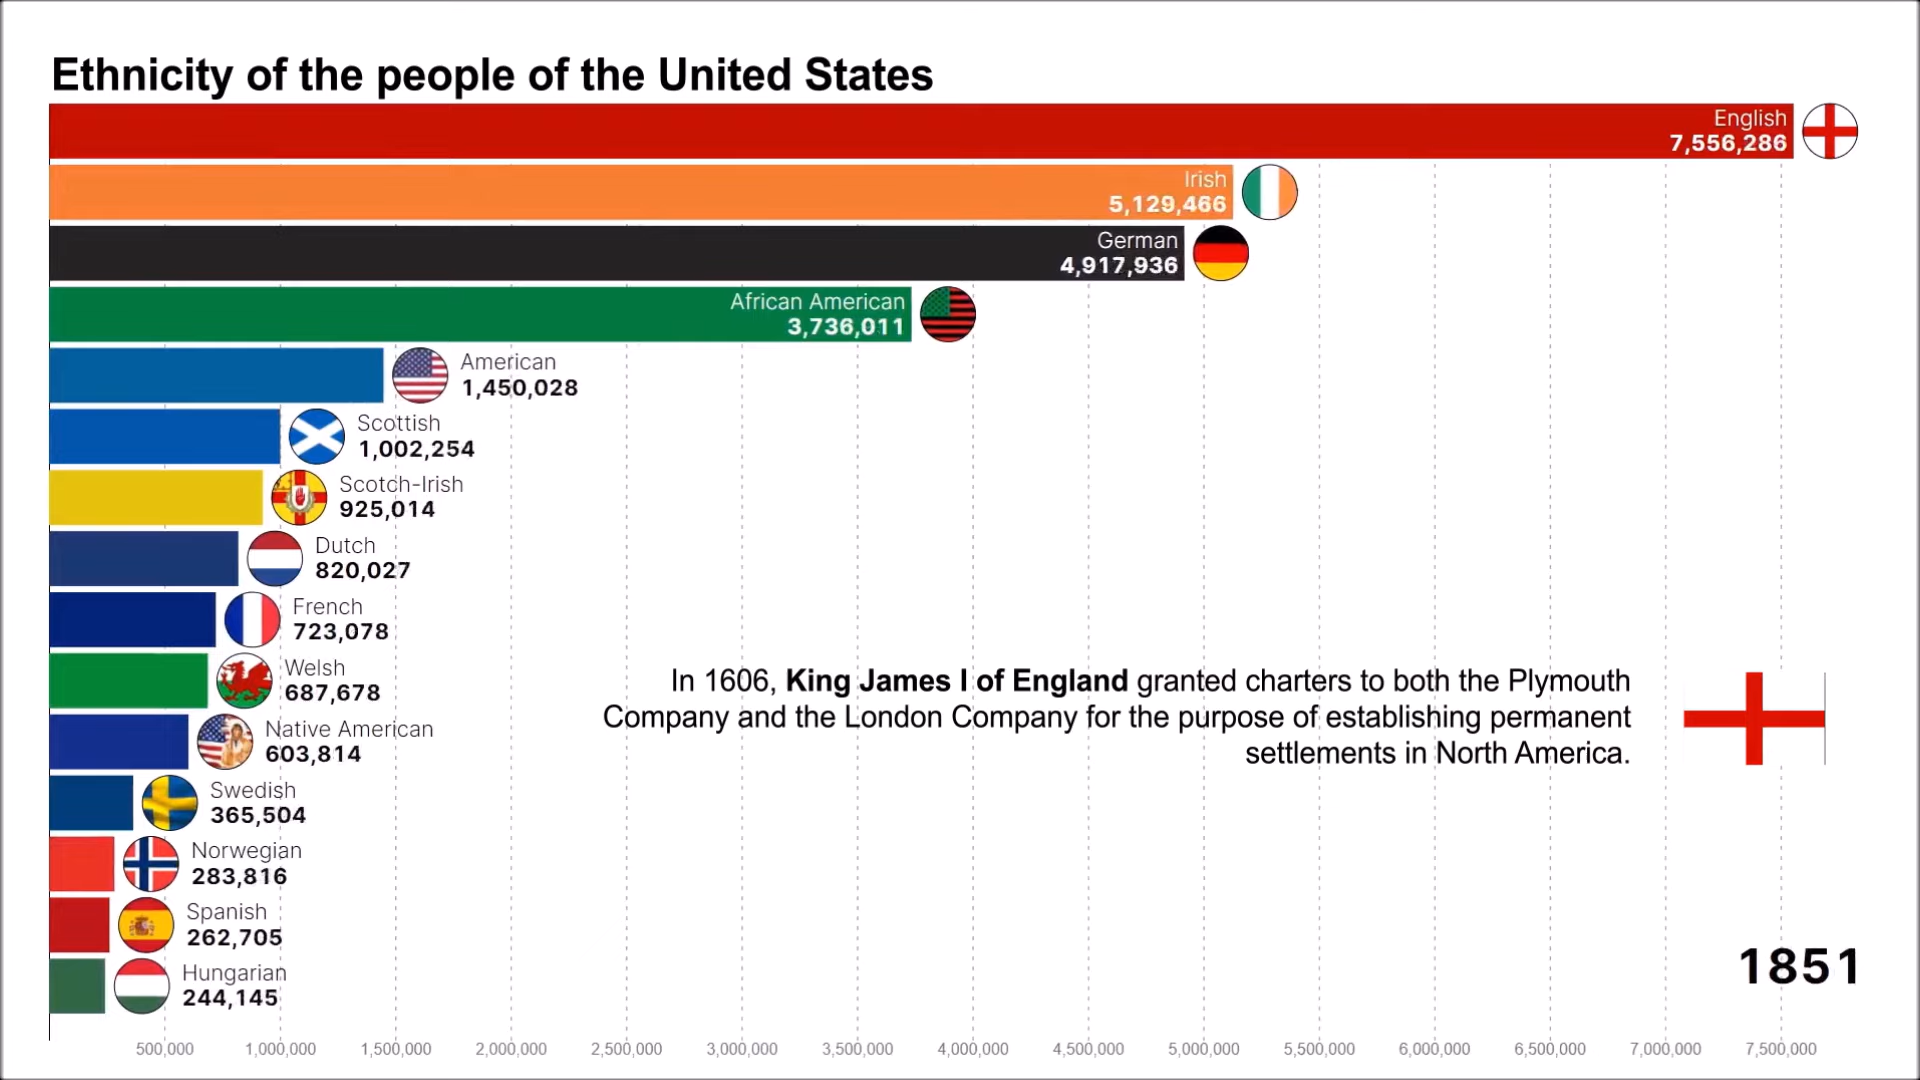 Ethnicity of the people of the United States
English
7,556,286
Irish
5,129,466
German
4,917,936
African American
3,736,011
American
1,450,028
Scottish
1,002,254
Scotch-Irish
925,014
Dutch
820,027
French
723,078
Welsh
687,678
Native American
603,814
Swedish
365,504
Norwegian
283,816
Spanish
262,705
Hungarian
244,145
In 1606, King James I of England granted charters to both the Plymouth
Company and the London Company for the purpose of establishing permanent
settlements in North America.
1851
500,000 1,000,000 1,500,000 2,000,000 2,500,000 3,000,000 3,500,000 4,000,000 4,500,000 5,000,000 5,500,000 6,000,000 6,500,000 7,000,000 7,500,000